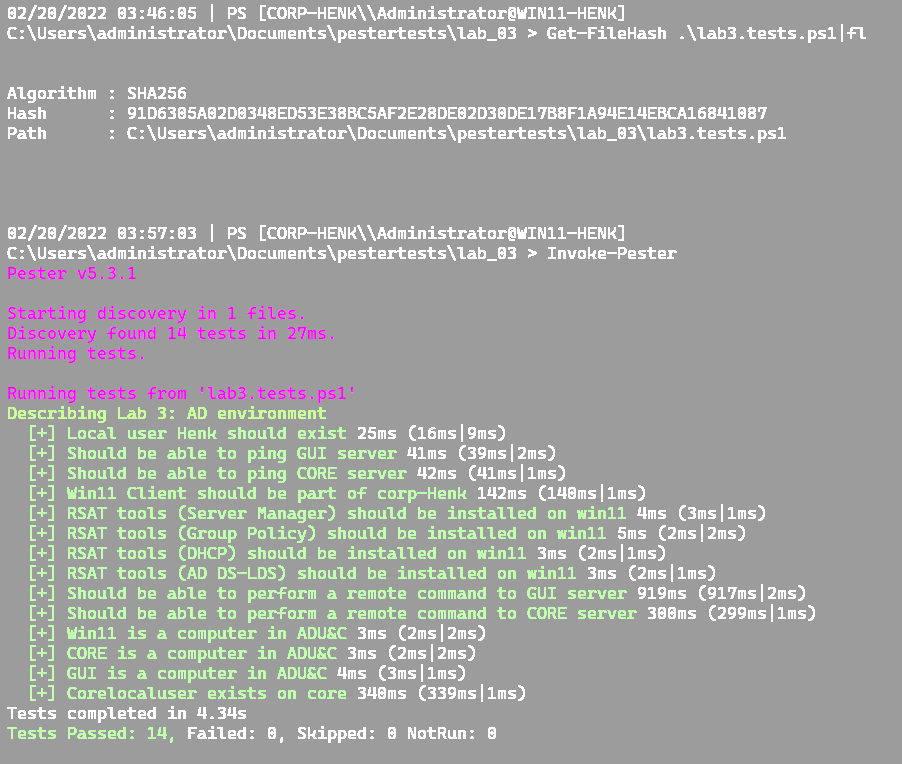 02/20/2022 03:46:05 | PS [CORP-HENK\\Administrator@WIN11-HENK]
C:\Users\administrator\Documents\pestertests\lab_03 > Get-FileHash .\lab3.tests.ps1|fl
Algorithm : SHA256
Hash      : 91D6305A02D0348ED53E38BC5AF2E28DE02D30DE17B8F1A94E14EBCA16841087
Path      : C:\Users\administrator\Documents\pestertests\lab_03\lab3.tests.ps1
02/20/2022 03:57:03 | PS [CORP-HENK\\Administrator@WIN11-HENK]
C:\Users\administrator\Documents\pestertests\lab_03 > Invoke-Pester
Pester v5.3.1
Starting discovery in 1 files.
Discovery found 14 tests in 27ms.
Running tests.
Running tests from 'lab3.tests.ps1'
Describing Lab 3: AD environment
  [+] Local user Henk should exist 25ms (16ms|9ms)
  [+] Should be able to ping GUI server 41ms (39ms|2ms)
  [+] Should be able to ping CORE server 42ms (41ms|1ms)
  [+] Win11 Client should be part of corp-Henk 142ms (140ms|1ms)
  [+] RSAT tools (Server Manager) should be installed on win11 4ms (3ms|1ms)
  [+] RSAT tools (Group Policy) should be installed on win11 5ms (2ms|2ms)
  [+] RSAT tools (DHCP) should be installed on win11 3ms (2ms|1ms)
  [+] RSAT tools (AD DS-LDS) should be installed on win11 3ms (2ms|1ms)
  [+] Should be able to perform a remote command to GUI server 919ms (917ms|2ms)
  [+] Should be able to perform a remote command to CORE server 300ms (299ms|1ms)
  [+] Win11 is a computer in ADU&C 3ms (2ms|2ms)
  [+] CORE is a computer in ADU&C 3ms (2ms|2ms)
  [+] GUI is a computer in ADU&C 4ms (3ms|1ms)
  [+] Corelocaluser exists on core 340ms (339ms|1ms)
Tests completed in 4.34s
Tests Passed: 14, Failed: 0, Skipped: 0 NotRun: 0